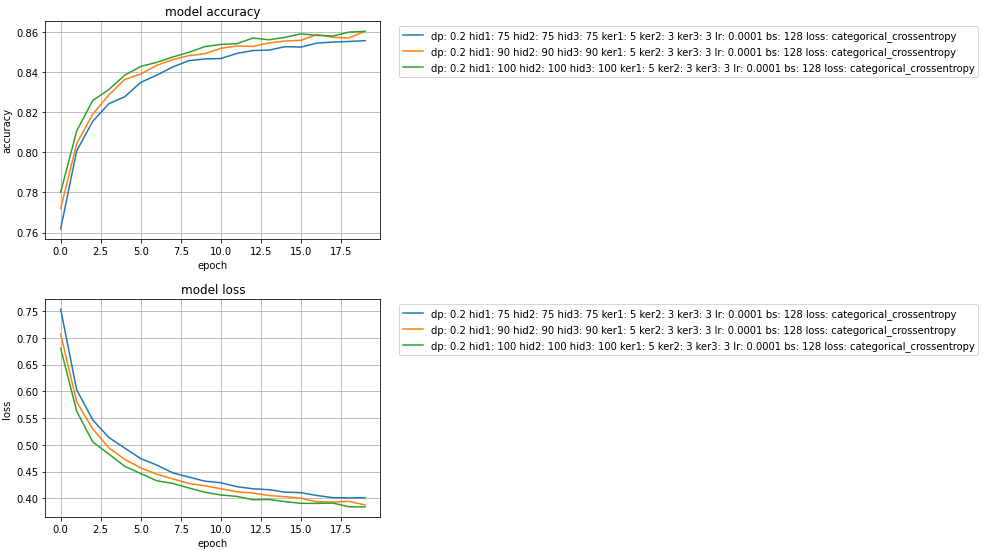 model accuracy
0.86
0.84
0.82
0.80
0.78
0.76
accuracy
0.0 2.5 5.0 7.5 10.0 12.5 15.0 17.5
epoch
dp: 0.2 hid1: 75 hid2: 75 hid3: 75 ker1: 5 ker2: 3 ker3: 3 lr: 0.0001 bs: 128 loss: categorical_crossentropy
dp: 0.2 hid1: 90 hid2: 90 hid3: 90 ker1: 5 ker2: 3 ker3: 3 lr: 0.0001 bs: 128 loss: categorical_crossentropy
dp: 0.2 hid1: 100 hid2: 100 hid3: 100 ker1: 5 ker2: 3 ker3: 3 lr: 0.0001 bs: 128 loss: categorical_crossentropy
model loss
0.75
0.70
0.65
0.60
0.55
0.50
0.45
0.40
loss
0.0 2.5 5.0 7.5 10.0 12.5 15.0 17.5
epoch
dp: 0.2 hid1: 75 hid2: 75 hid3: 75 ker1: 5 ker2: 3 ker3: 3 lr: 0.0001 bs: 128 loss: categorical_crossentropy
dp: 0.2 hid1: 90 hid2: 90 hid3: 90 ker1: 5 ker2: 3 ker3: 3 lr: 0.0001 bs: 128 loss: categorical_crossentropy
dp: 0.2 hid1: 100 hid2: 100 hid3: 100 ker1: 5 ker2: 3 ker3: 3 lr: 0.0001 bs: 128 loss: categorical_crossentropy